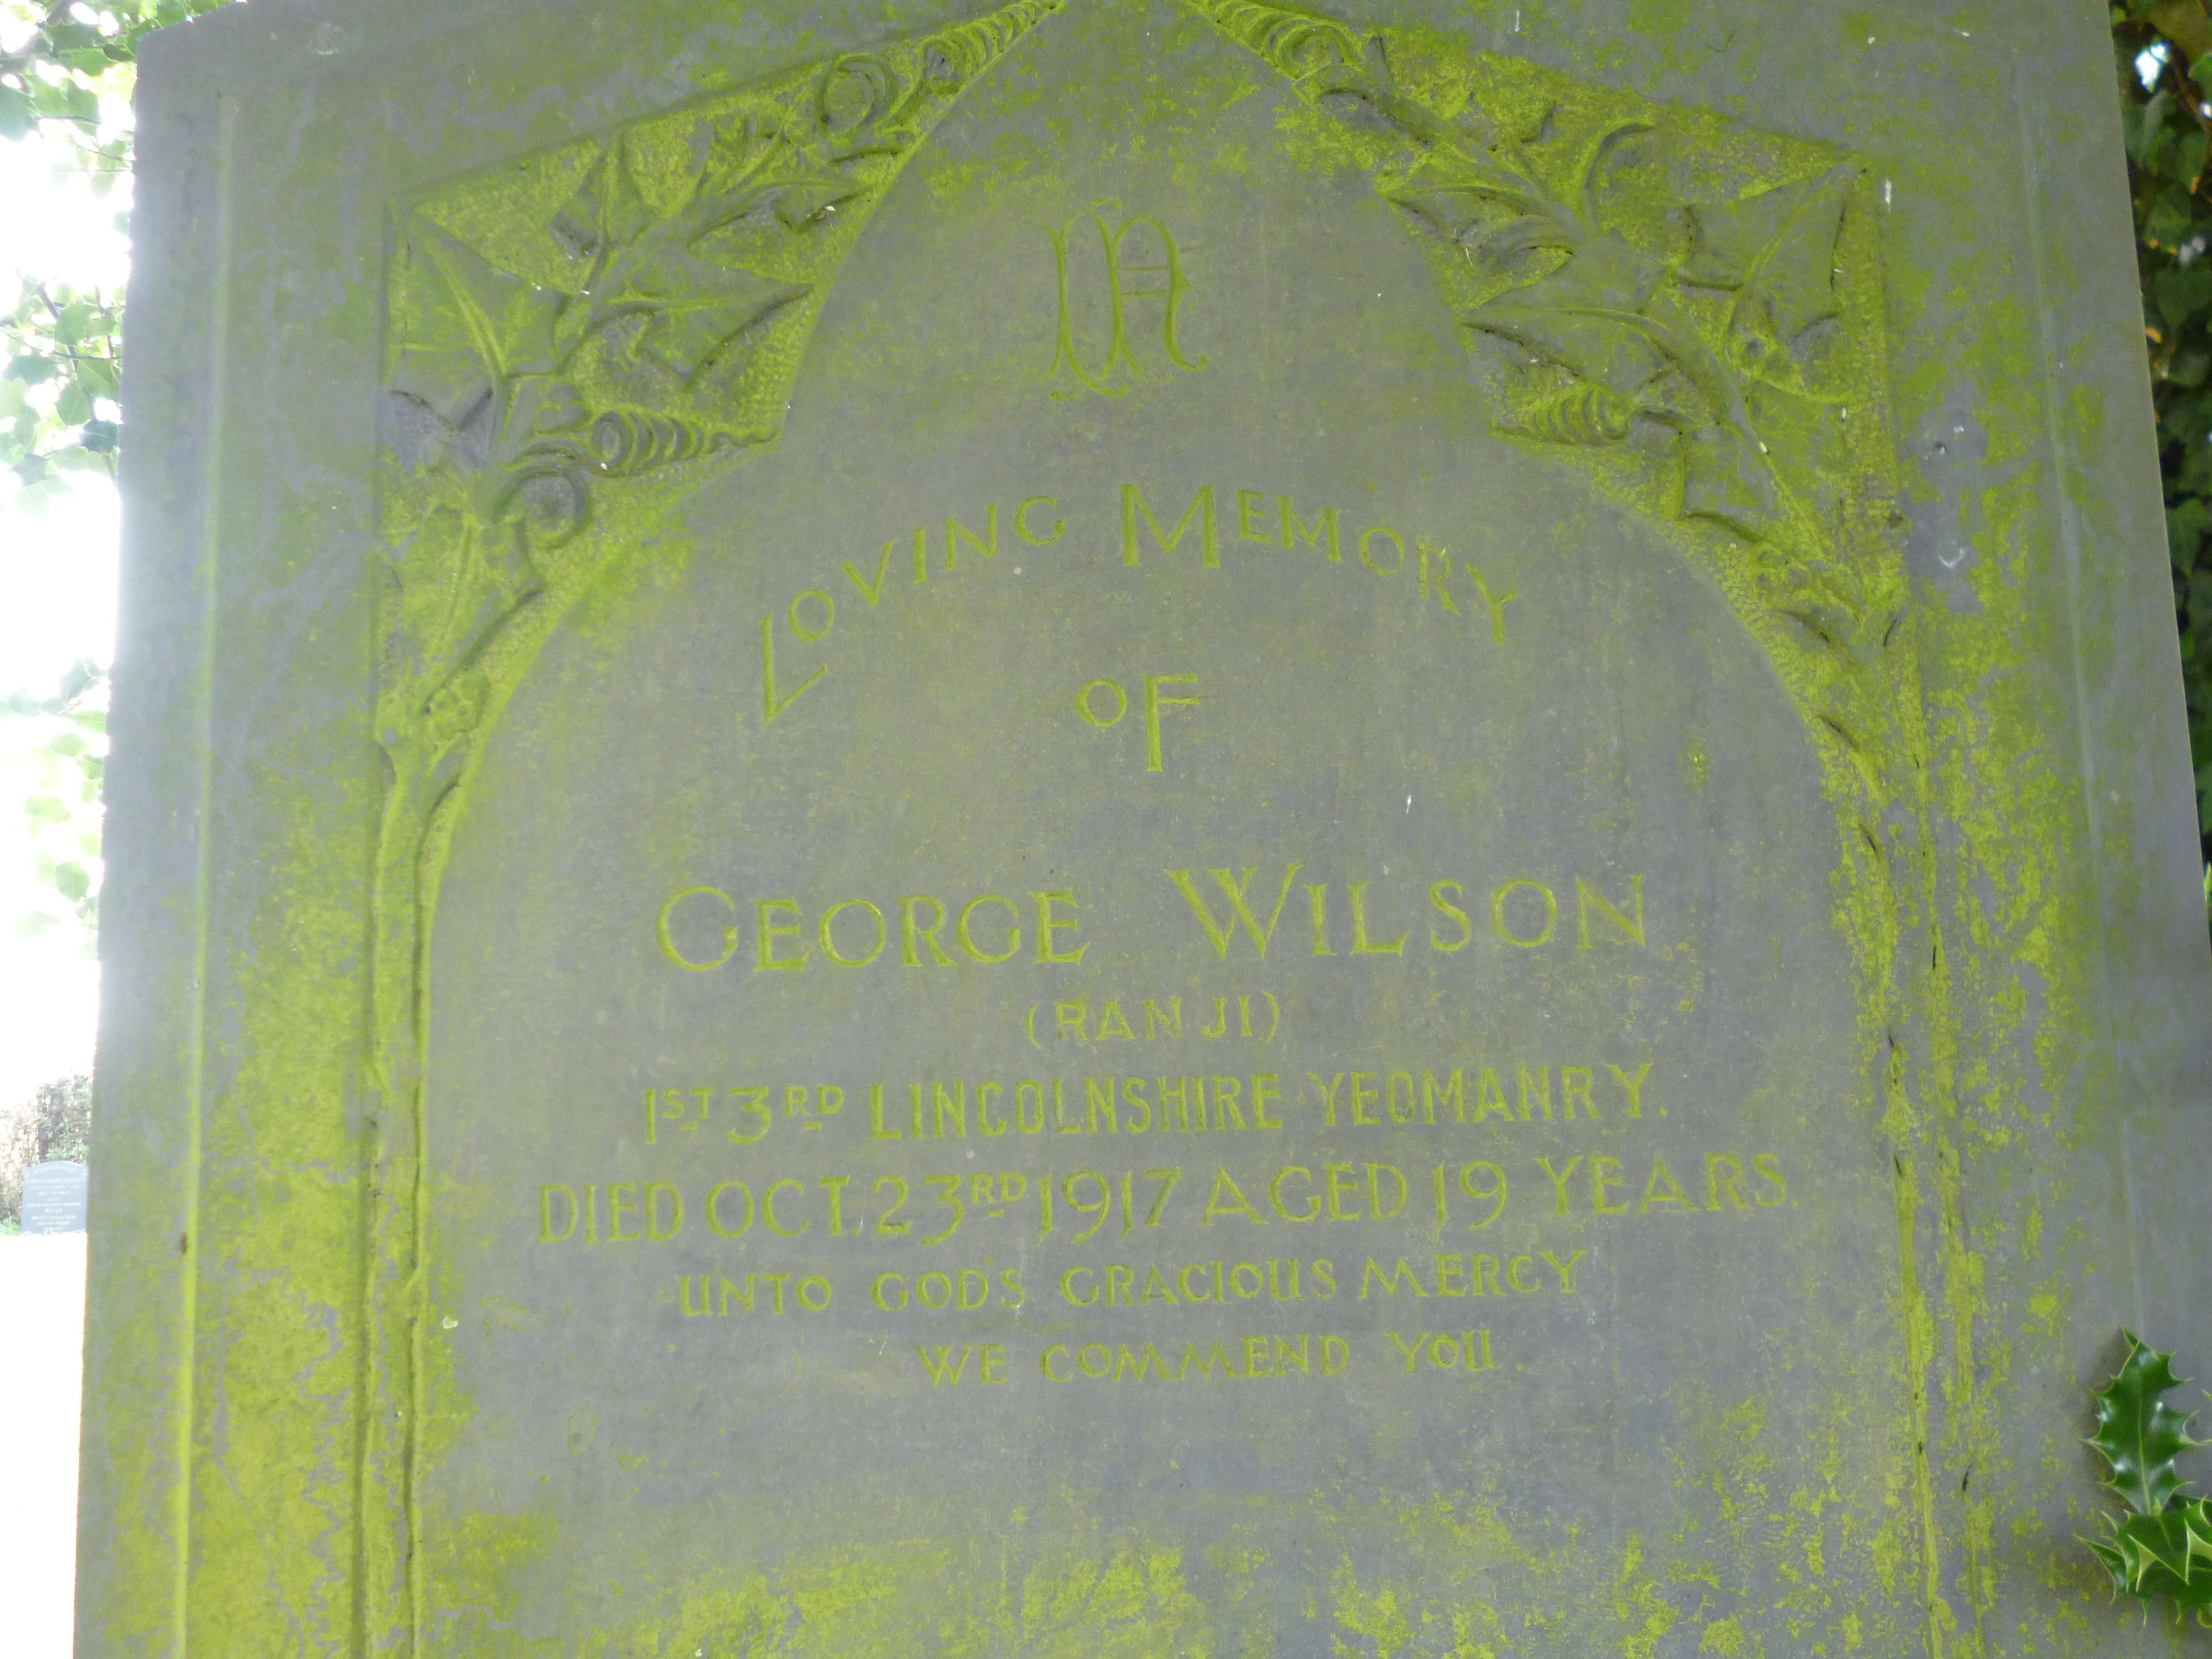 IN
LOVING MEMORY
OF
GEORGE WILSON
(RANJI)
1ST 3RD LINCOLNSHIRE YEOMANRY.
DIED OCT. 23RD 1917 AGED 19 YEARS.
UNTO GOD'S GRACIOUS MERCY
WE COMMEND YOU.